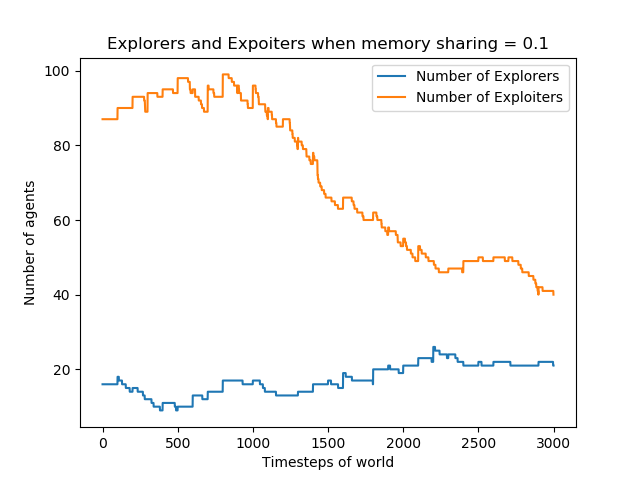 Explorers and Expoiters when memory sharing = 0.1
Number of Explorers
Number of Exploiters
Number of agents
100
80
60
40
20
0 500 1000 1500 2000 2500 3000
Timesteps of world